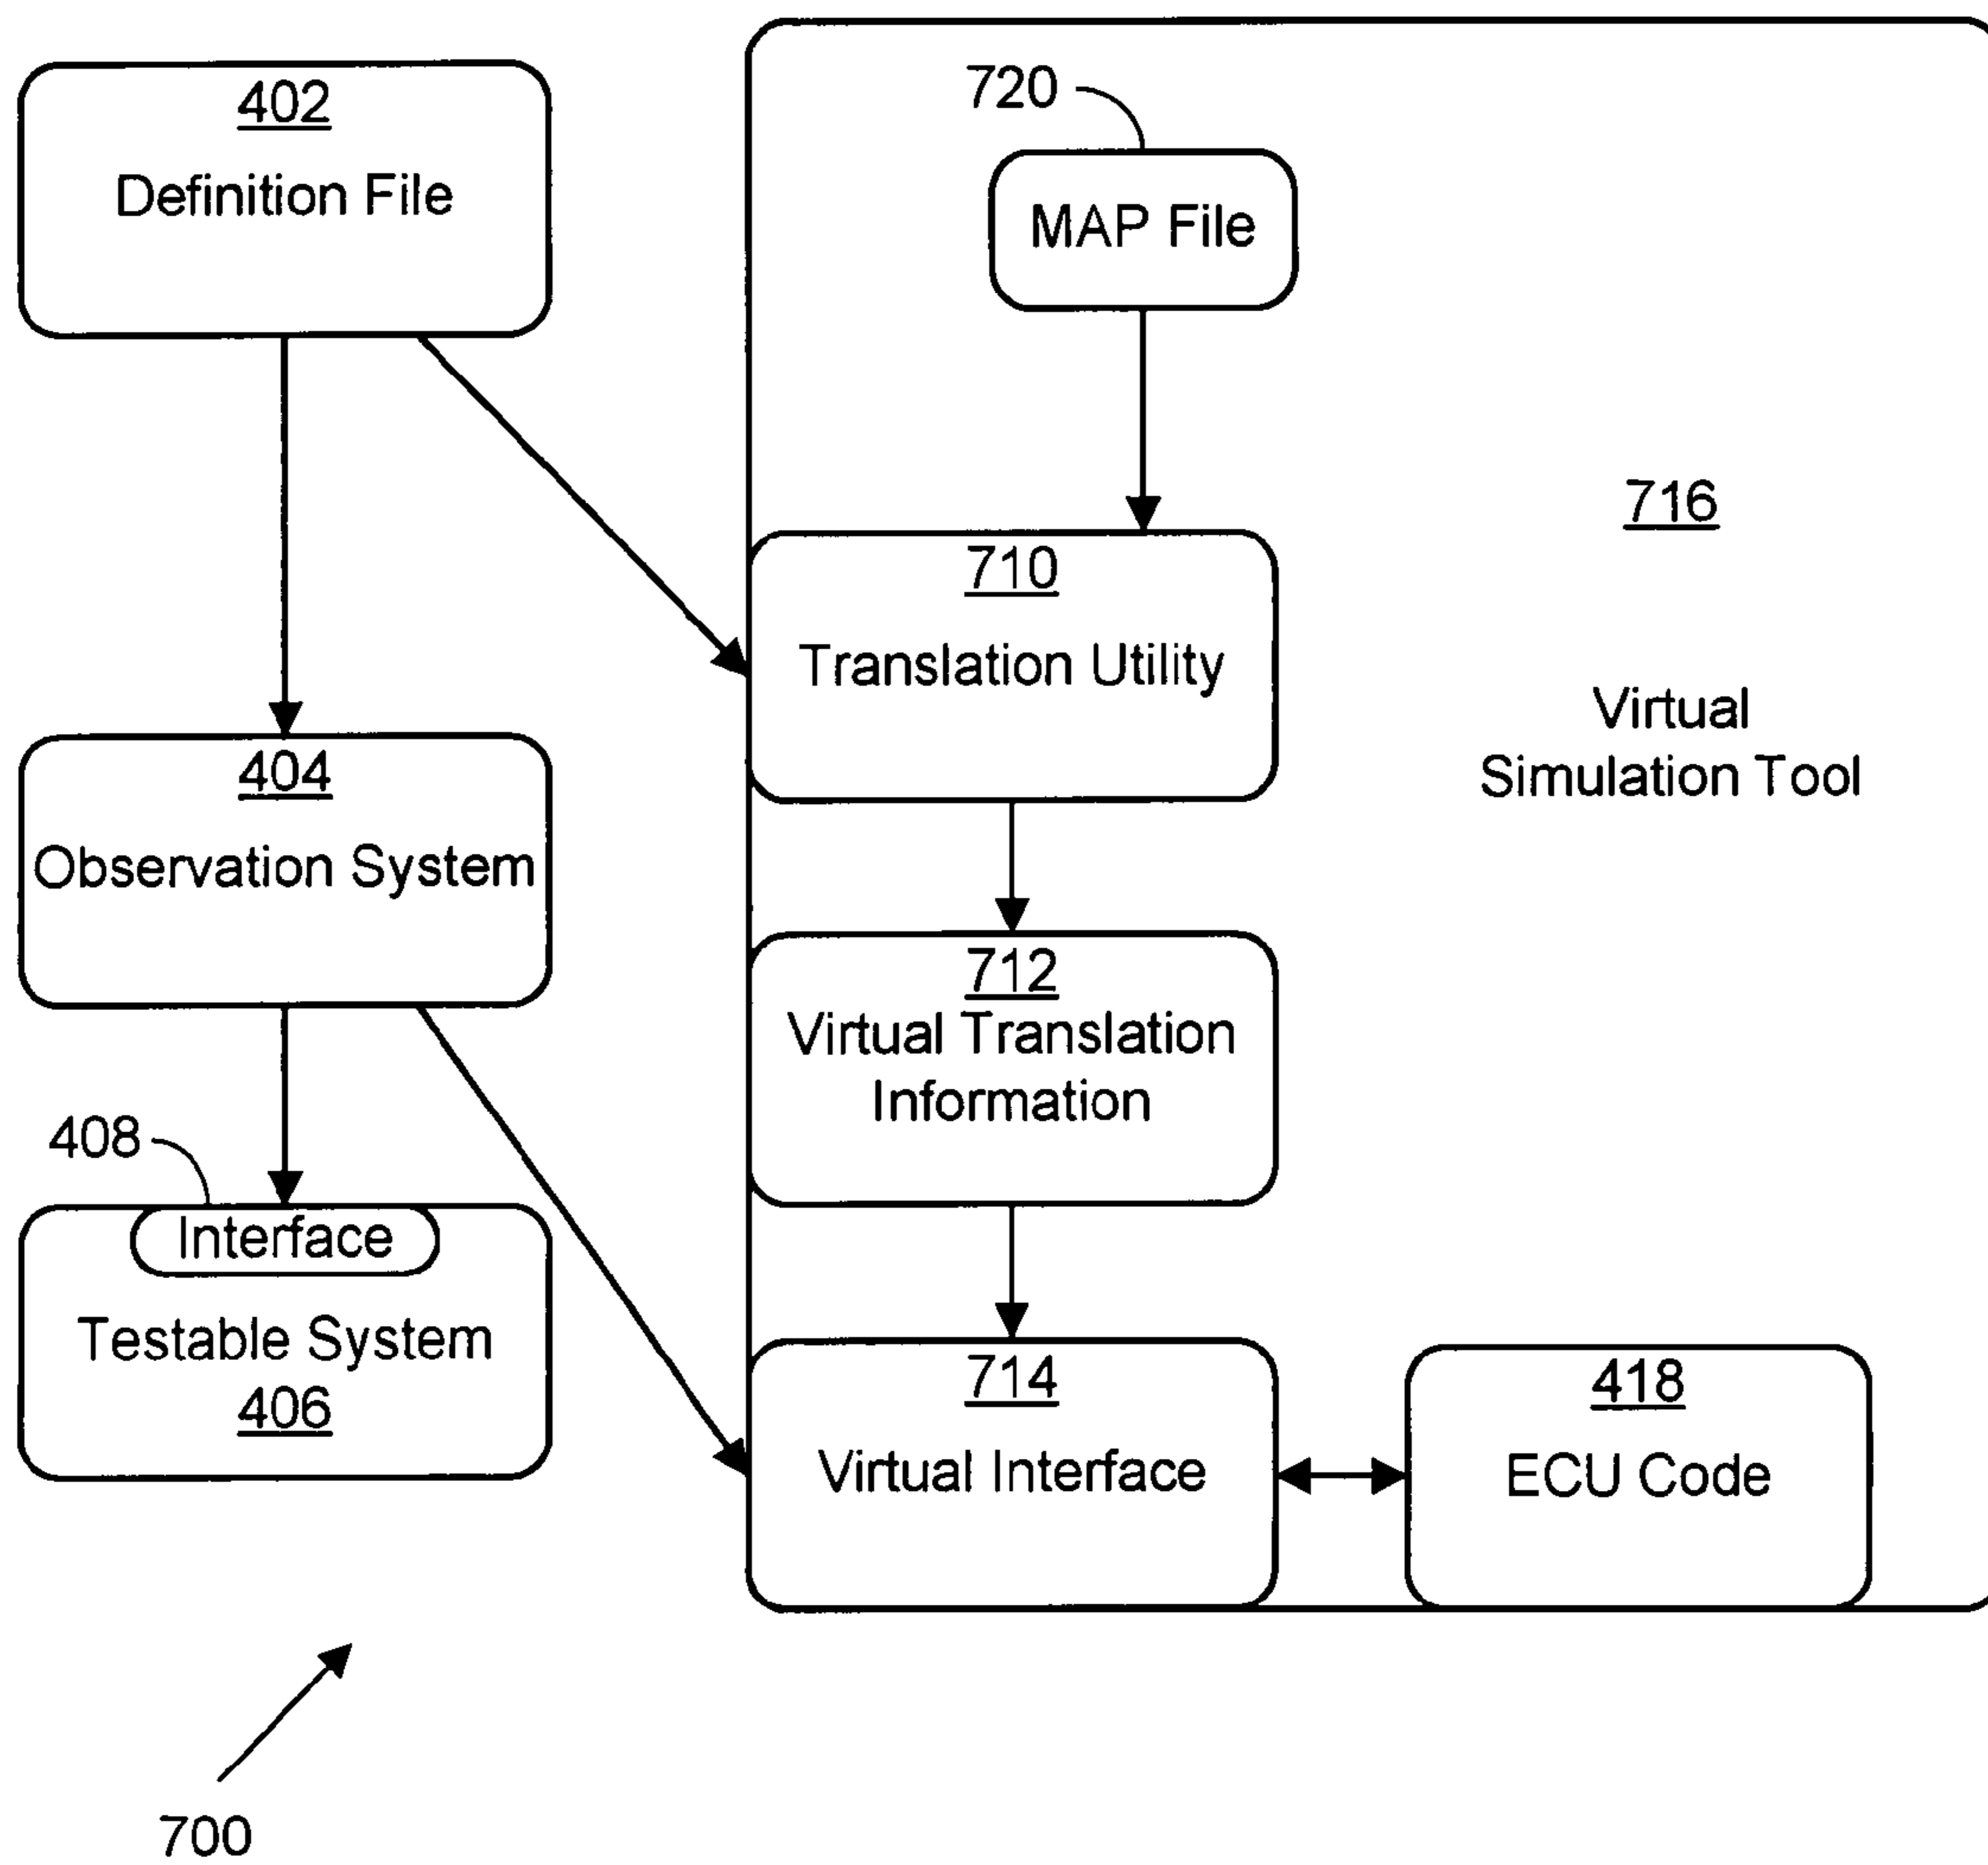 402
Definition File
720
MAP File
716
Virtual
Simulation Tool
710
Translation Utility
404
Observation System
712
Virtual Translation
Information
408
Interface
Testable System
406
714
Virtual Interface
418
ECU Code
700